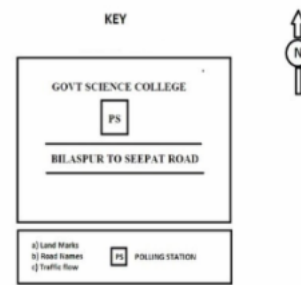 KEY
N
GOVT SCIENCE COLLEGE
PS
BILASPUR TO SEEPAT ROAD
a) Land Marks
b) Road Names
c) Traffic flow
PS POLLING STATION